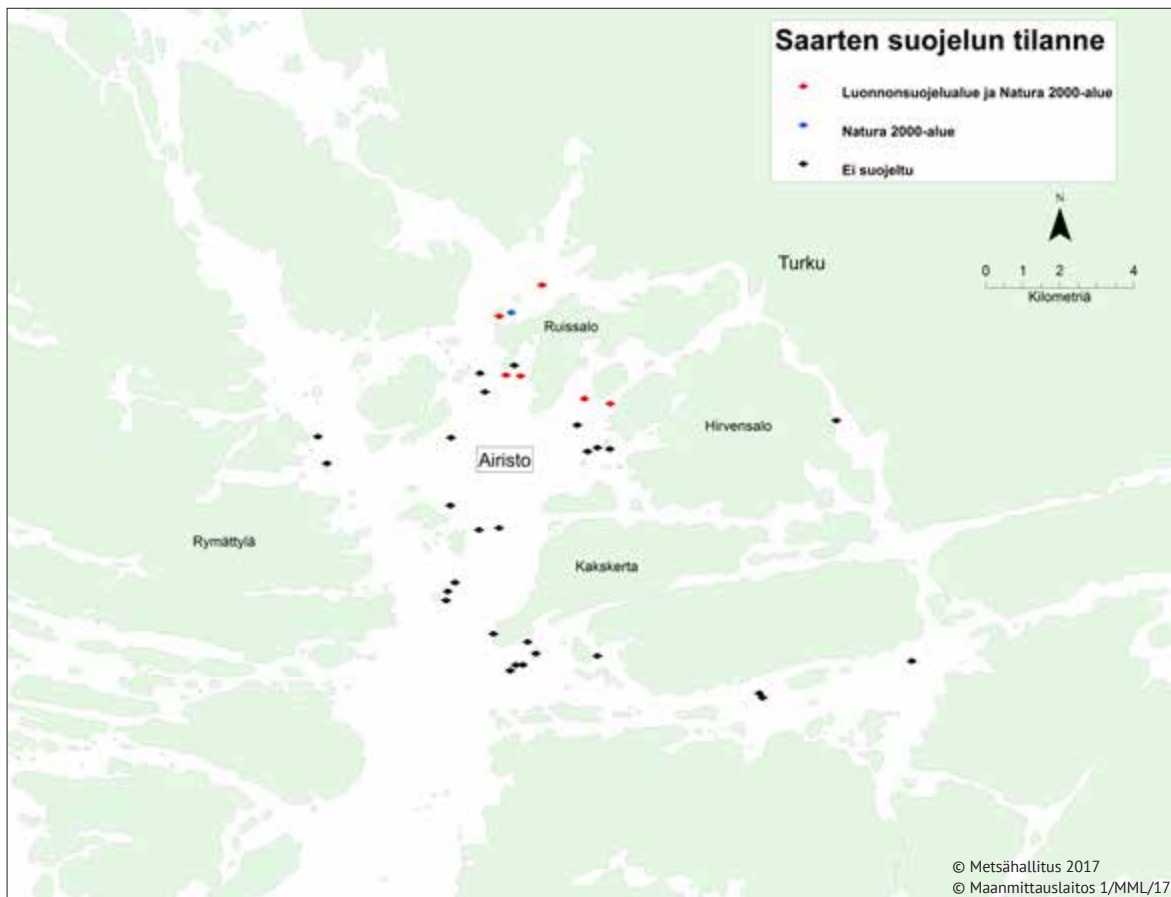 Saarten suojelun tilanne
Luonnonsuojelualue ja Natura 2000-alue
Natura 2000-alue
Ei suojeltu
N
Turku
0 1 2 4
Kilometriä
Ruissalo
Hirvensalo
Airisto
Rymättylä
Kakskerta
© Metsähallitus 2017
© Maanmittauslaitos 1/MML/17